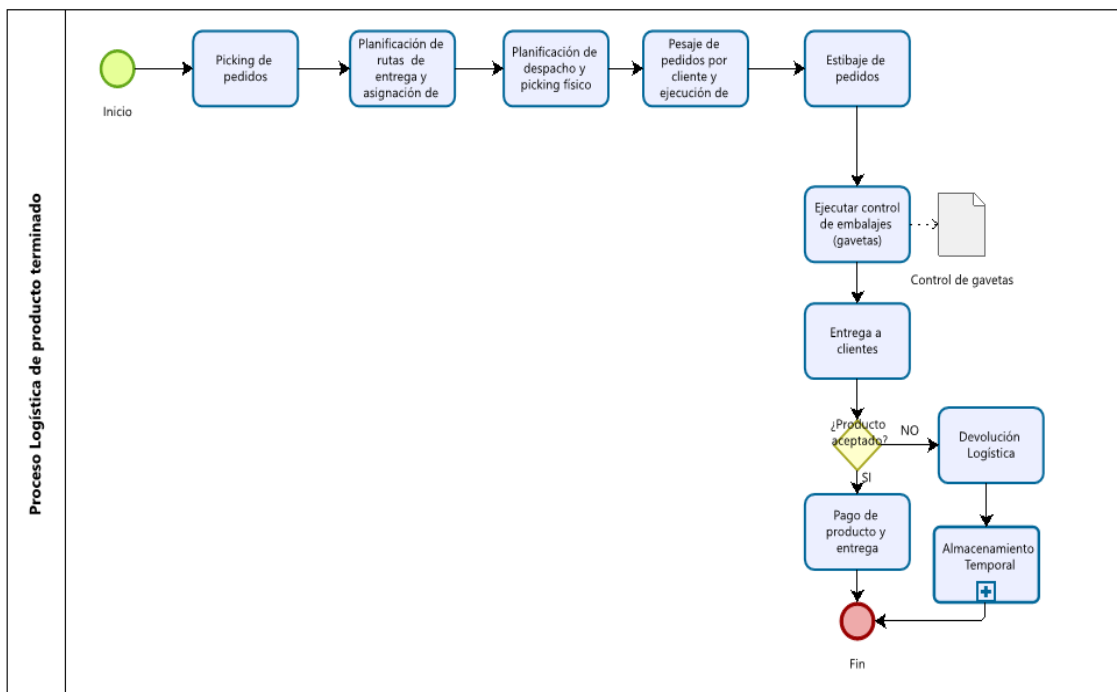 Proceso Logística de producto terminado
Inicio
Picking de
pedidos
Planificación de
rutas de
entrega y
asignación de
Planificación de
despacho y
picking físico
Pesaje de
pedidos por
cliente y
ejecución de
Estibaje de
pedidos
Ejecutar control
de embalajes
(gavetas)
Control de gavetas
Entrega a
clientes
¿Producto
aceptado?
NO
Devolución
Logística
SI
Pago de
producto y
entrega
Almacenamiento
Temporal
Fin